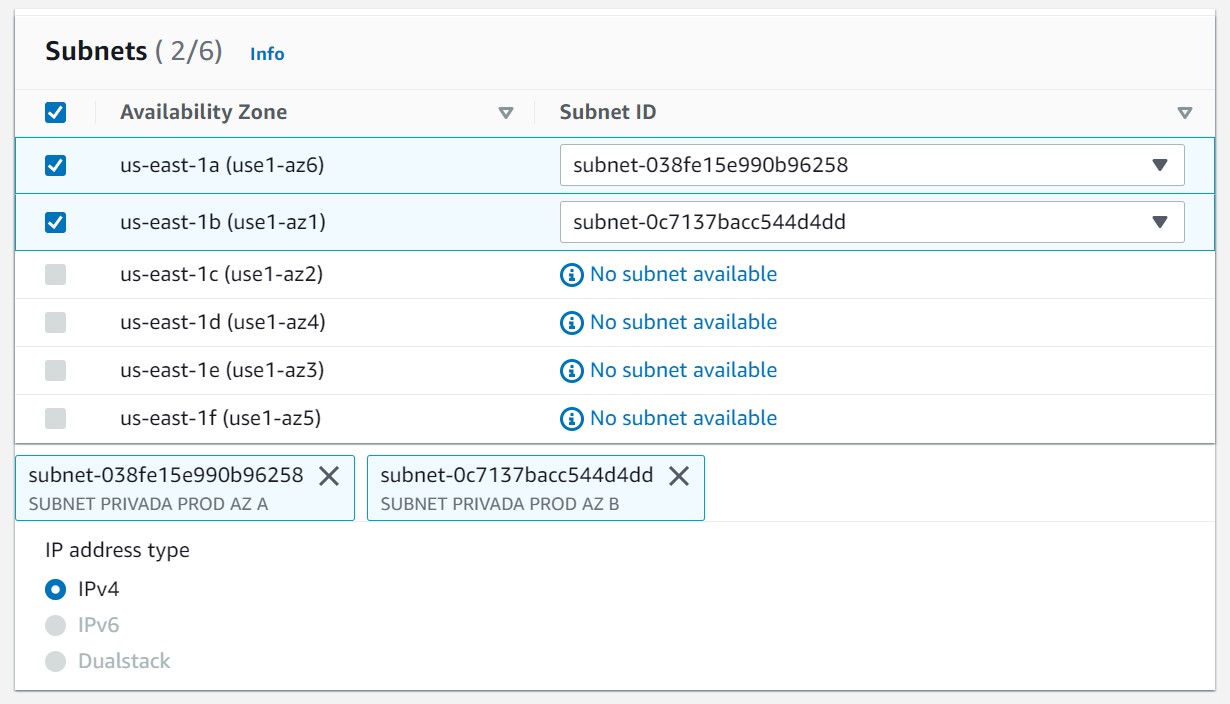 Subnets ( 2/6) Info
Availability Zone Subnet ID
us-east-1a (use1-az6) subnet-038fe15e990b96258
us-east-1b (use1-az1) subnet-0c7137bacc544d4dd
us-east-1c (use1-az2) No subnet available
us-east-1d (use1-az4) No subnet available
us-east-1e (use1-az3) No subnet available
us-east-1f (use1-az5) No subnet available
subnet-038fe15e990b96258 subnet-0c7137bacc544d4dd
SUBNET PRIVADA PROD AZ A SUBNET PRIVADA PROD AZ B
IP address type
IPv4
IPv6
Dualstack